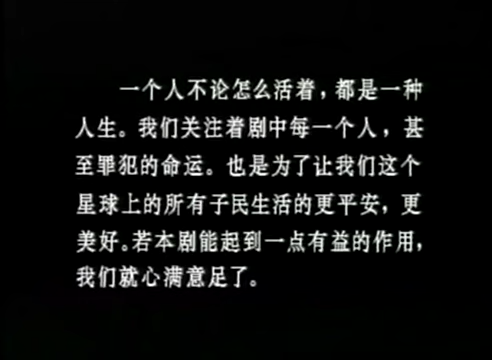 一个人不论怎么活着，都是一种
人生。我们关注着剧中每一个人，甚
至罪犯的命运。也是为了让我们这个
星球上的所有子民生活的更平安，更
美好。若本剧能起到一点有益的作用，
我们就心满意足了。